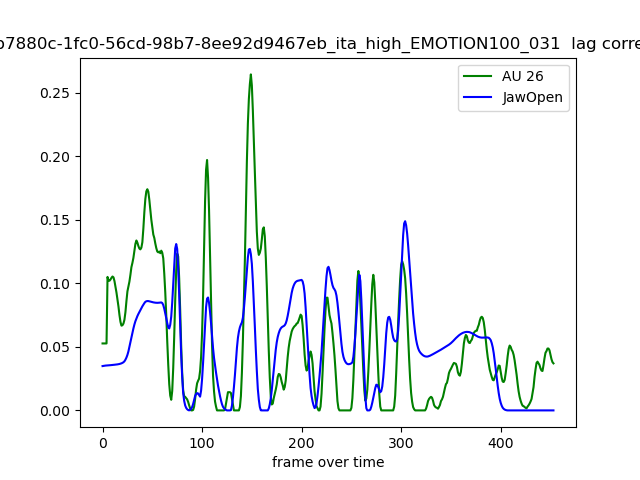 b7880c-1fc0-56cd-98b7-8ee92d9467eb_ita_high_EMOTION100_031 lag corre
AU 26
JawOpen
0.25
0.20
0.15
0.10
0.05
0.00
0 100 200 300 400
frame over time